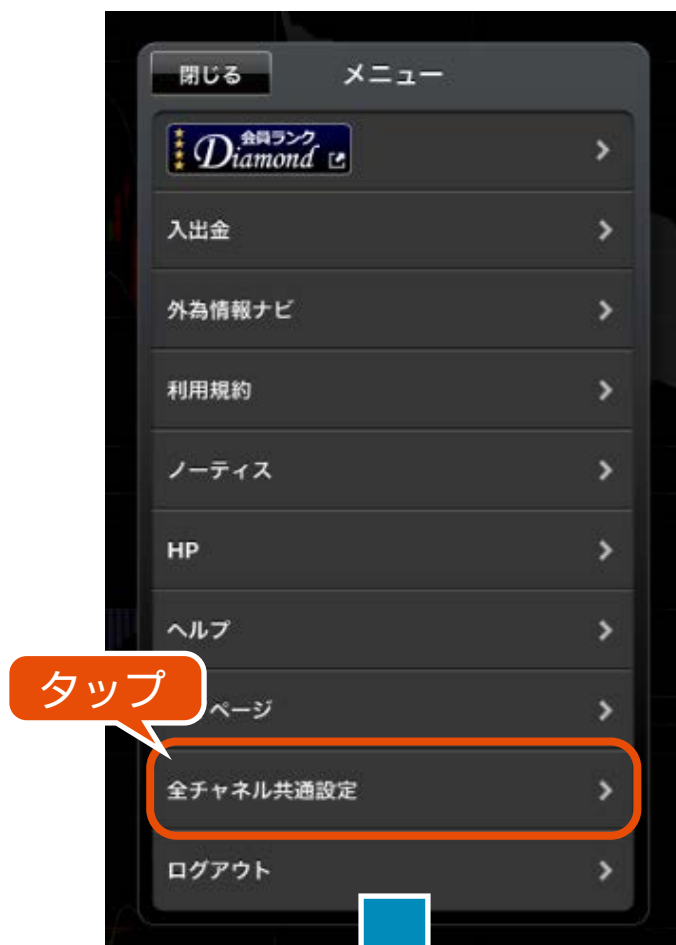 閉じる
メニュー
会員ランク
Diamond
入出金
外為情報ナビ
利用規約
ノーティス
HP
ヘルプ
タップ
ページ
全チャネル共通設定
ログアウト